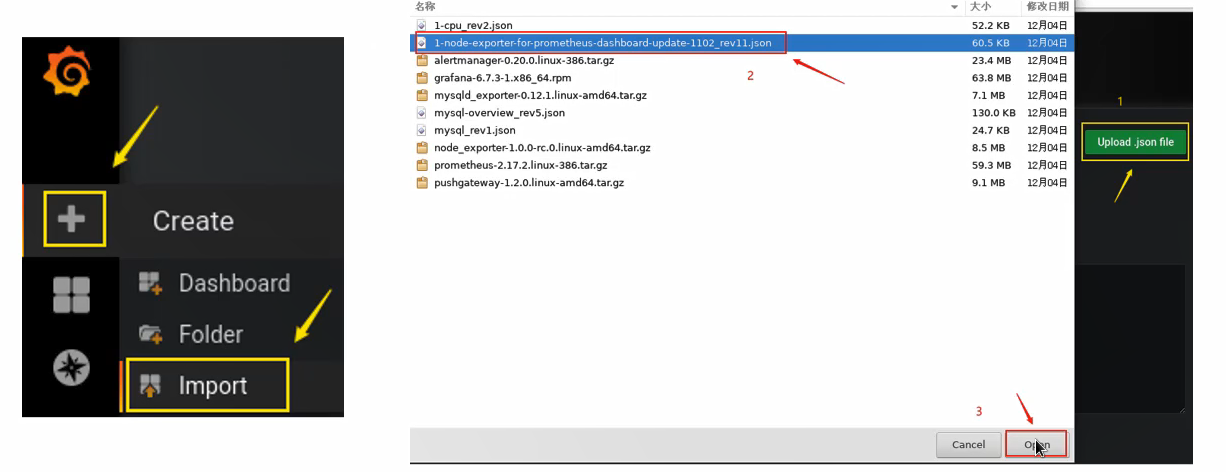 Create
Dashboard
Folder
Import
名称 大小 修改日期
1-cpu_rev2.json 52.2 KB 12月04日
1-node-exporter-for-prometheus-dashboard-update-1102_rev11.json 60.5 KB 12月04日
alertmanager-0.20.0.linux-386.tar.gz 23.4 MB 12月04日
grafana-6.7.3-1.x86_64.rpm 63.8 MB 12月04日
mysqld_exporter-0.12.1.linux-amd64.tar.gz 7.1 MB 12月04日
mysql-overview_rev5.json 130.0 KB 12月04日
mysql_rev1.json 24.7 KB 12月04日
node_exporter-1.0.0-rc.0.linux-amd64.tar.gz 8.5 MB 12月04日
prometheus-2.17.2.linux-386.tar.gz 59.3 MB 12月04日
pushgateway-1.2.0.linux-amd64.tar.gz 9.1 MB 12月04日
2
1
Upload .json file
3
Cancel Open